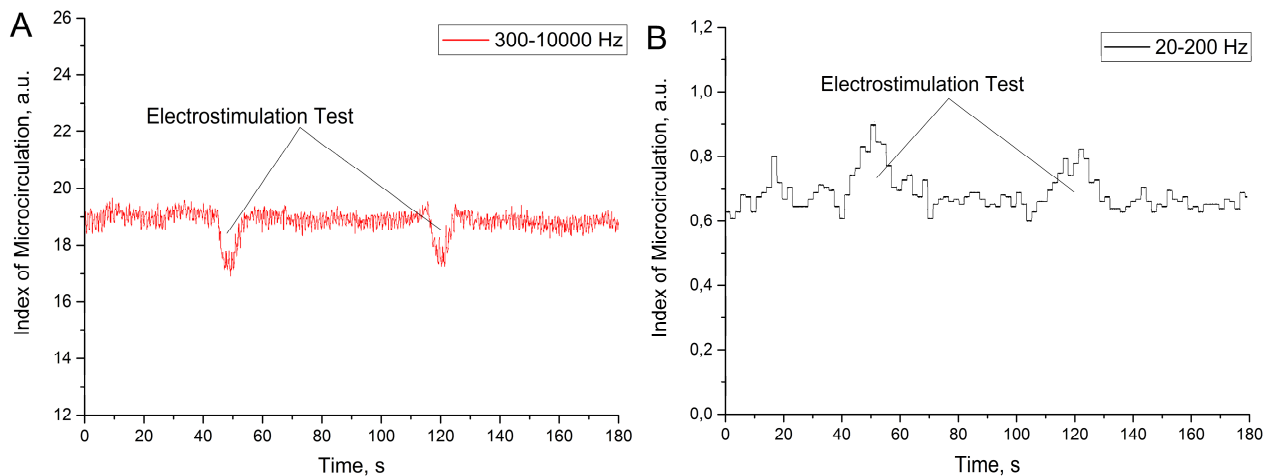 A
300-10000 Hz
Electrostimulation Test
Index of Microcirculation, a.u.
26
24
22
20
18
16
14
12
0 20 40 60 80 100 120 140 160 180
Time, s
B
20-200 Hz
Electrostimulation Test
Index of Microcirculation, a.u.
1,2
1,0
0,8
0,6
0,4
0,2
0,0
0 20 40 60 80 100 120 140 160 180
Time, s